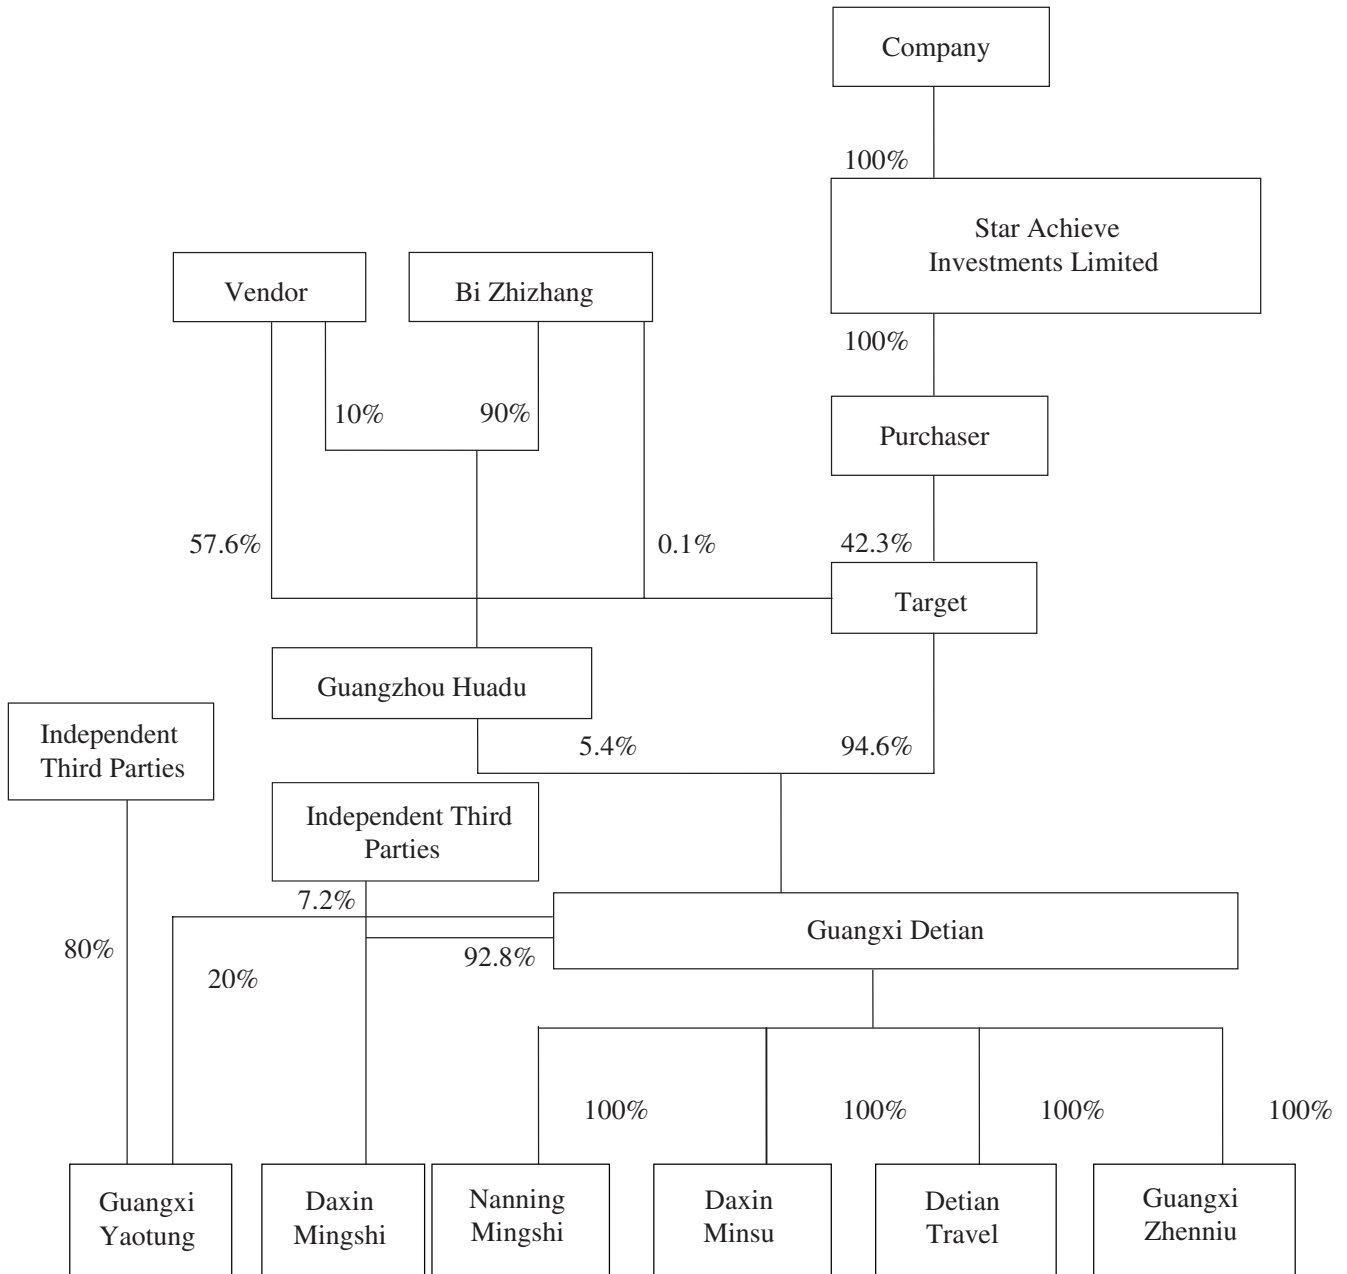 Company
100%
Star Achieve
Investments Limited
Vendor
Bi Zhizhang
100%
10%
90%
Purchaser
57.6%
0.1%
42.3%
Target
Guangzhou Huadu
Independent
Third Parties
5.4%
94.6%
Independent Third
Parties
7.2%
Guangxi Detian
80%
92.8%
20%
100%
100%
100%
100%
Guangxi
Yaotung
Daxin
Mingshi
Nanning
Mingshi
Daxin
Minsu
Detian
Travel
Guangxi
Zhenniu